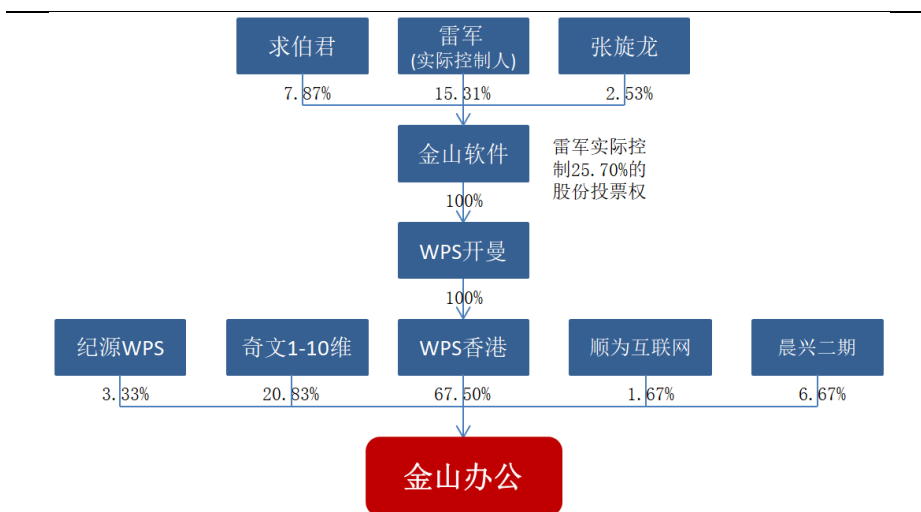 求伯君
雷军
(实际控制人)
张旋龙
7.87%
15.31%
2.53%
金山软件
雷军实际控
制25.70%的
股份投票权
100%
WPS开曼
100%
纪源WPS
奇文1-10维
WPS香港
顺为互联网
晨兴二期
3.33%
20.83%
67.50%
1.67%
6.67%
金山办公